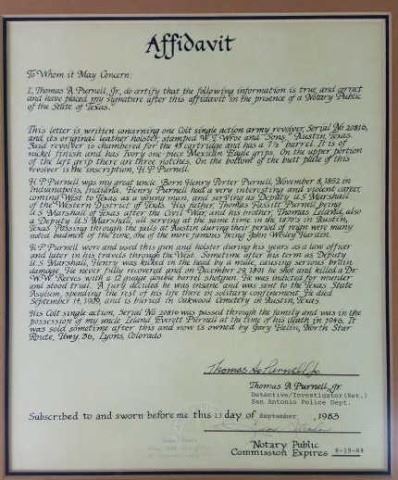 Affidavit
To Whom it May Concern:
I, Thomas A Purnell, Jr, do certify that the following information is true and
and have placed my signature after this affidavit in the presence of a Notary Public
of the State of Texas.
This letter is written concerning one Colt single action army revolver, Serial No 20816,
and its original leather holster stamped W.T. Wroe and "Sons," Austin, Texas.
Said revolver is chambered for the 45 cartridge and has a 7½" barrel. It is of
nickel finish and has Ivory one piece Mexican Eagle grips. On the upper portion
of the left grip there are three notches. On the bottom of the butt plate of this
revolver is the inscription, H.P. Purnell.
H.P. Purnell was my great uncle. Born Henry Porter Purnell, November 8, 1852 in
Indianapolis, Indiana. Henry Purnell had a very interesting and violent career,
coming West to Texas as a young man, and serving as Deputy U.S. Marshall
of the Western District of Texas. His father, Thomas Purnell, being
U.S. Marshall of Texas after the Civil War, and his brother, Thomas Leland, also
a Deputy U.S. Marshall, all serving at the same time in the 1870's in Austin,
Texas. Passing through the jails at Austin during their period of reign were many
noted badmen of the time, one of the more famous being John Wesley Hardin.
H.P. Purnell wore and used this gun and holster during his years as a law officer
and later in his travels through the West. Sometime after his term as Deputy
U.S. Marshall, Henry was kicked in the head by a mule, causing serious brain
damage. He never fully recovered and on December 29, 1891 he shot and killed a Dr
W.W. Reeves with a 12 gauge double barrel shotgun. He was indicted for murder
and stood trial. A jury decided he was insane and was sent to the Texas State
Asylum, spending the rest of his life there in solitary confinement. He died
September 14, 1909, and is buried in Oakwood Cemetery in Austin, Texas.
His Colt single action, Serial No 20816 was passed through the family and was in the
possession of my uncle Leland Everett Purnell at the time of his death in 1946. It
was sold sometime after this and now is owned by Gary North Star
Route, Hwy. 36, Lyons, Colorado
Thomas A Purnell Jr
Thomas A Purnell, Jr
Detective/Investigator(Ret.)
San Antonio Police Dept.
Subscribed to and sworn before me this 13 day of September, 1983
Notary Public
Commission Expires